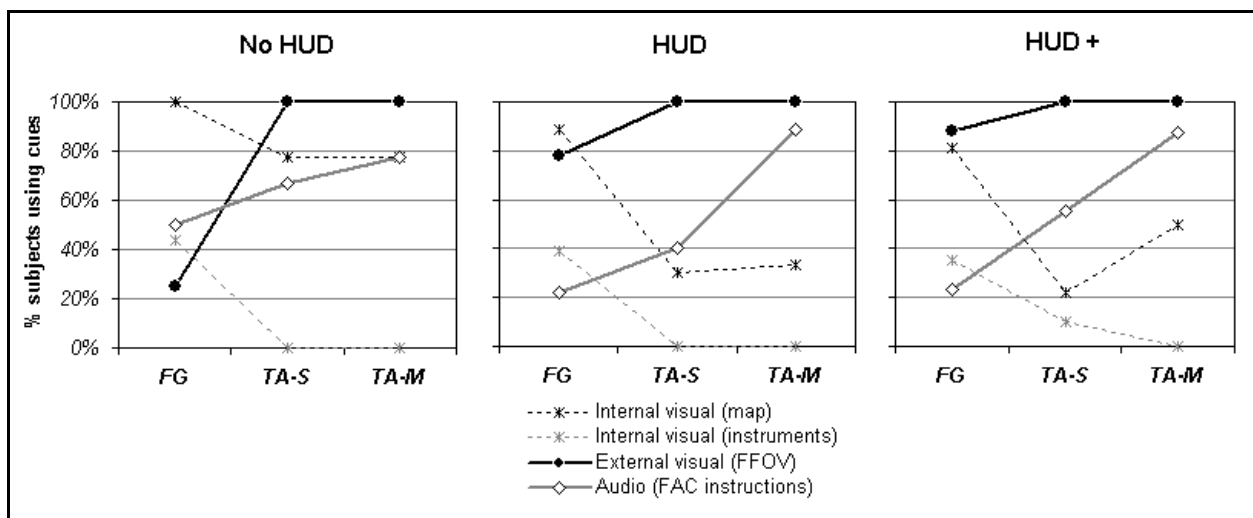 No HUD
HUD
HUD +
% subjects using cues
100%
80%
60%
40%
20%
0%
FG TA-S TA-M
FG TA-S TA-M
FG TA-S TA-M
Internal visual (map)
Internal visual (instruments)
External visual (FFOV)
Audio (FAC instructions)